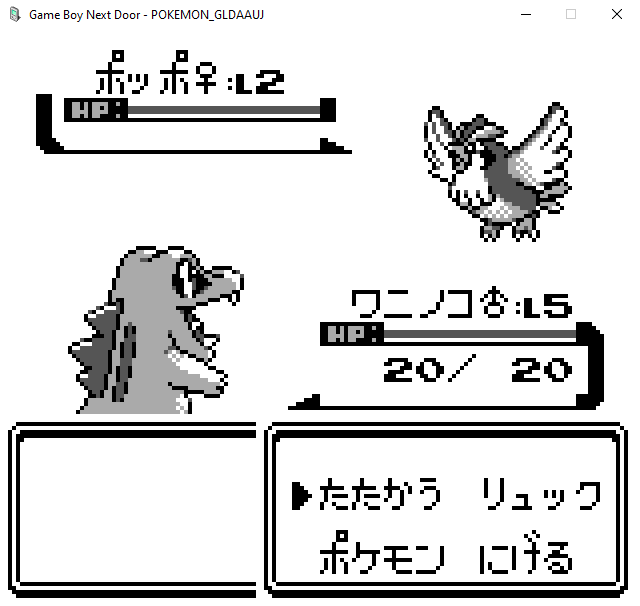 Game Boy Next Door - POKEMON_GLDAAUJ
ポッポ♀:L2
HP:
ワニノコ♂:L5
HP:
20/ 20
▶たたかう リュック
ポケモン にげる